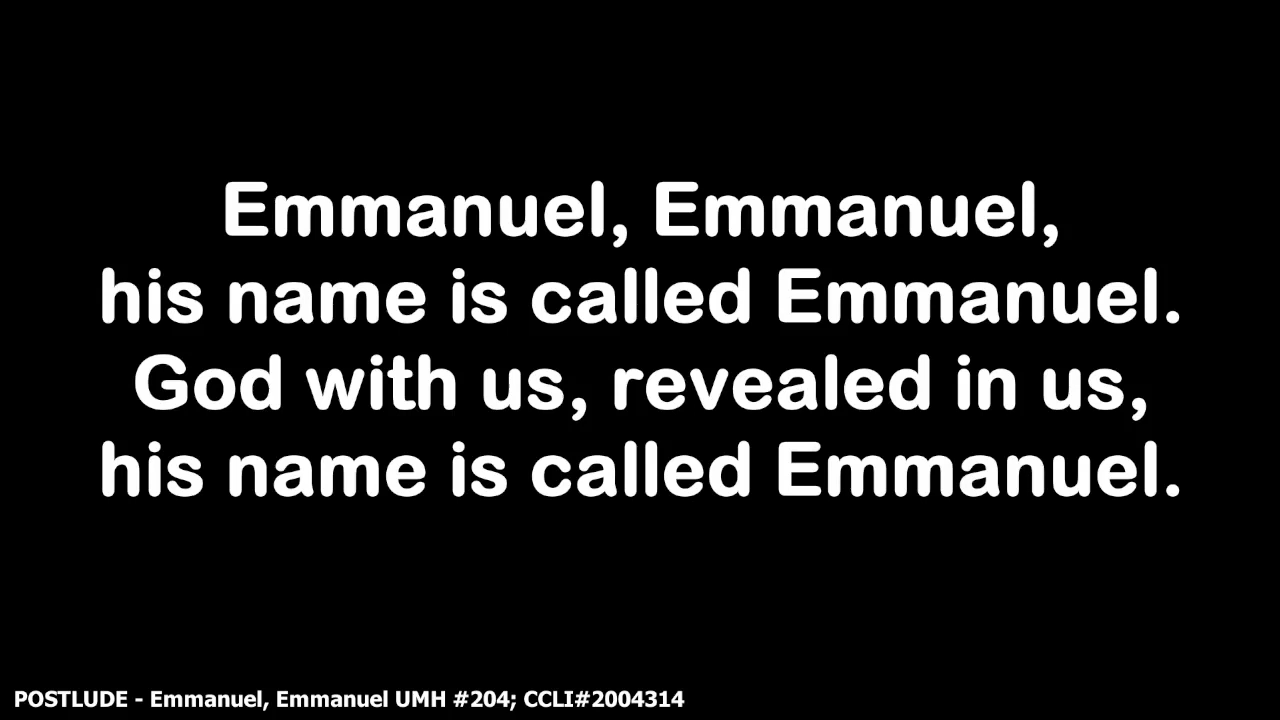 Emmanuel, Emmanuel,
his name is called Emmanuel.
God with us, revealed in us,
his name is called Emmanuel.
POSTLUDE - Emmanuel, Emmanuel UMH #204; CCLI#2004314